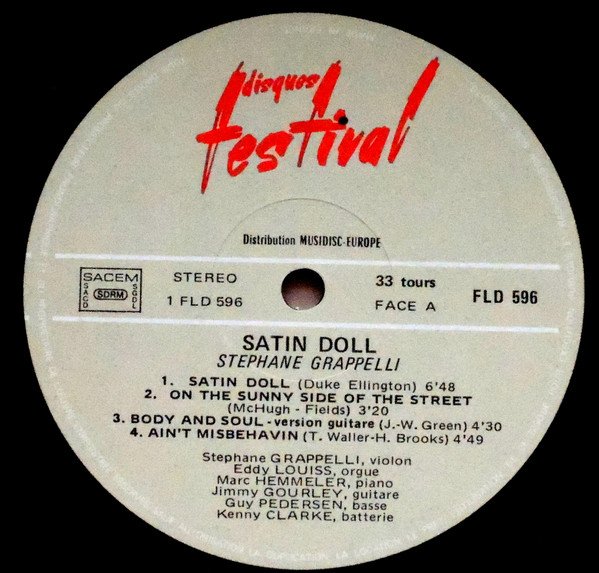 disques
festival
Distribution MUSIDISC-EUROPE
SACEM
SACD
SDRM
SGDL
STEREO
1 FLD 596
33 tours
FACE A
FLD 596
SATIN DOLL
STEPHANE GRAPPELLI
1. SATIN DOLL (Duke Ellington) 6'48
2. ON THE SUNNY SIDE OF THE STREET
(McHugh - Fields) 3'20
3. BODY AND SOUL - version guitare (J.-W. Green) 4'30
4. AIN'T MISBEHAVIN (T. Waller-H. Brooks) 4'49
Stephane GRAPPELLI, violon
Eddy LOUISS, orgue
Marc HEMMELER, piano
Jimmy GOURLEY, guitare
Guy PEDERSEN, basse
Kenny CLARKE, batterie